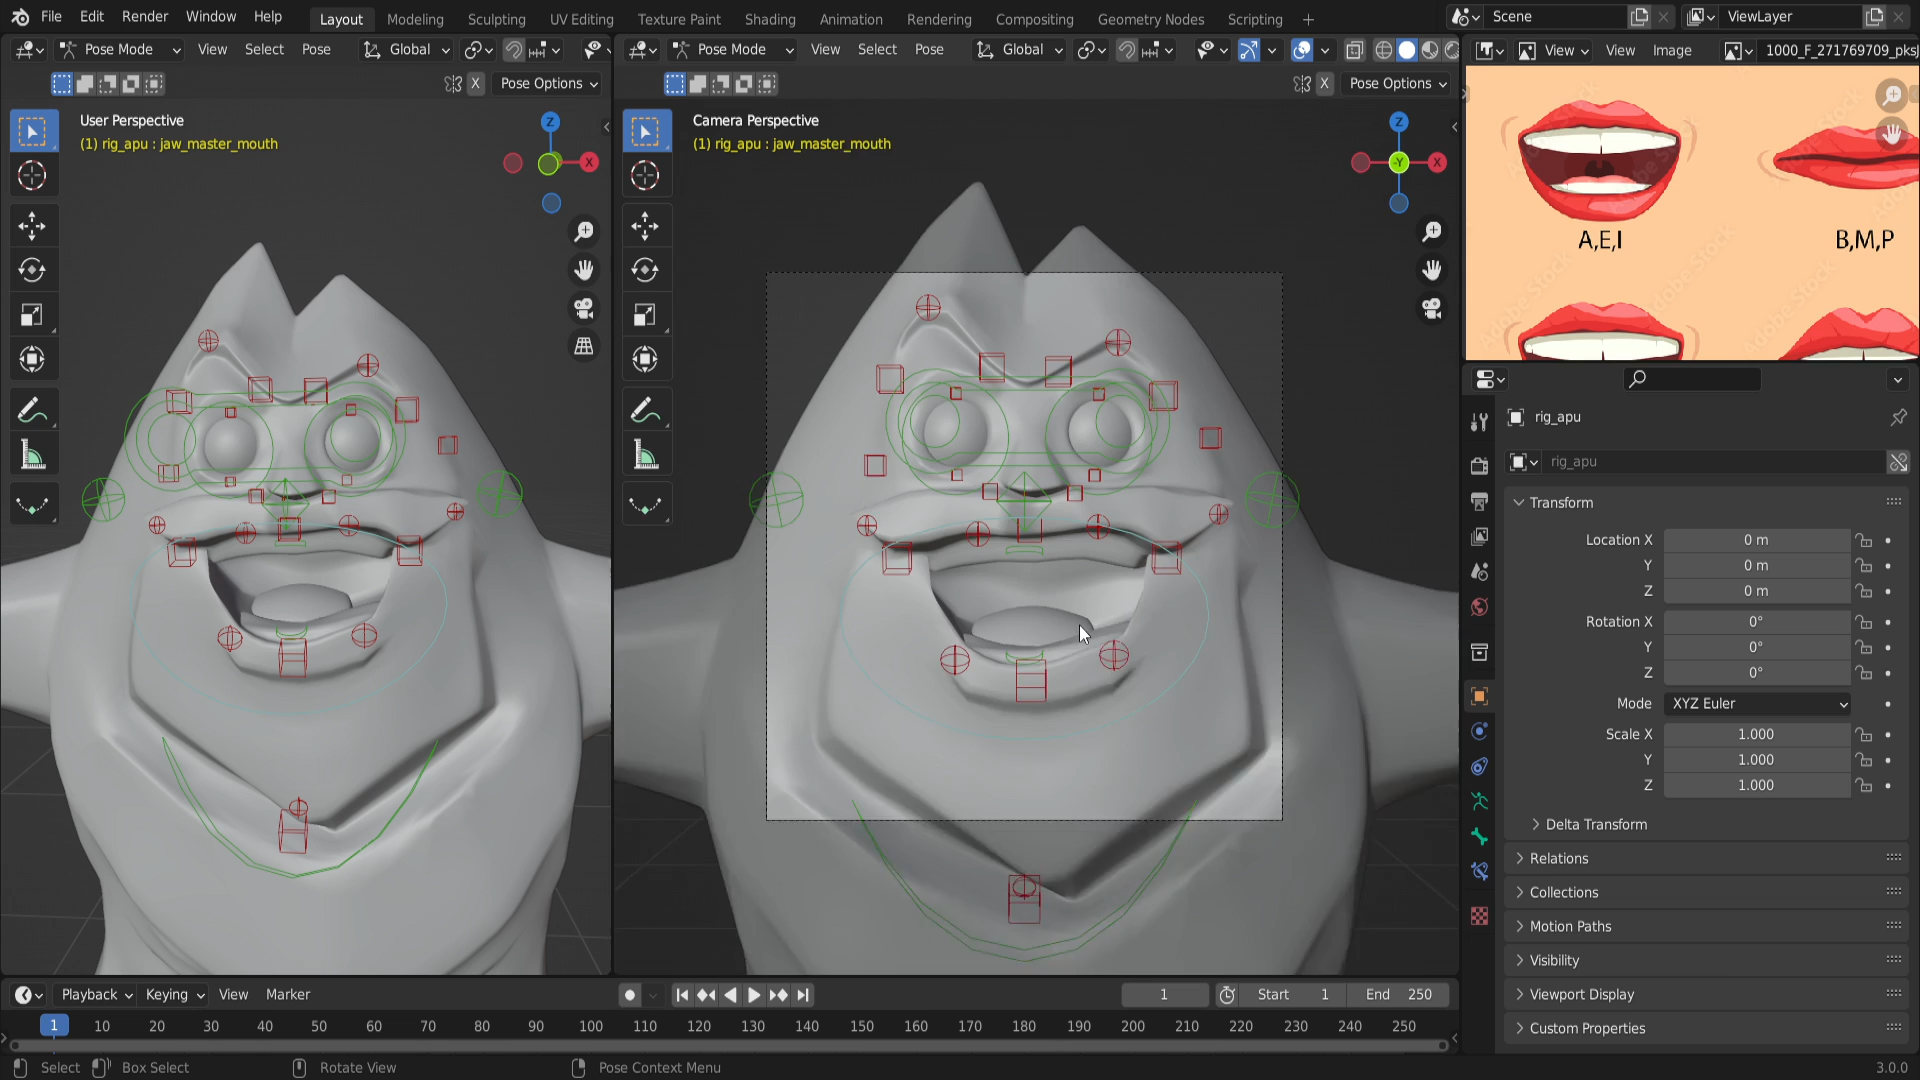 File Edit Render Window Help Layout Modeling Sculpting UV Editing Texture Paint Shading Animation Rendering Compositing Geometry Nodes Scripting + Scene ViewLayer
Pose Mode View Select Pose Global Pose Mode View Select Pose Global View View Image 1000_F_271769709_pks
X Pose Options X Pose Options
User Perspective
(1) rig_apu : jaw_master_mouth
Z
X
Camera Perspective
(1) rig_apu : jaw_master_mouth
Z
-Y
X
A,E,I
B,M,P
rig_apu
rig_apu
Transform
Location X 0 m
Y 0 m
Z 0 m
Rotation X 0°
Y 0°
Z 0°
Mode XYZ Euler
Scale X 1.000
Y 1.000
Z 1.000
Delta Transform
Relations
Collections
Motion Paths
Visibility
Viewport Display
Custom Properties
Playback Keying View Marker 1 Start 1 End 250
1 10 20 30 40 50 60 70 80 90 100 110 120 130 140 150 160 170 180 190 200 210 220 230 240 250
Select Box Select Rotate View Pose Context Menu 3.0.0